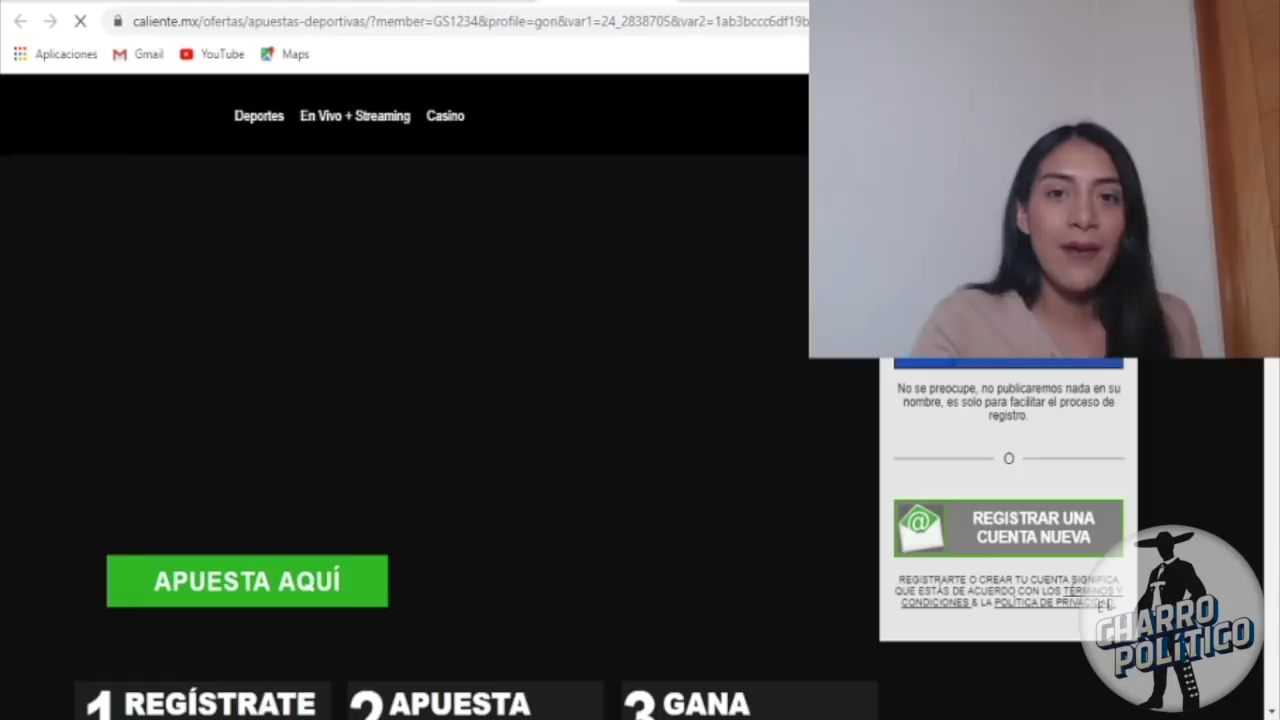 caliente.mx/ofertas/apuestas-deportivas/?member=GS1234&profile=gon&var1=24_2838705&var2=1ab3bccc6df19b
Aplicaciones Gmail YouTube Maps
Deportes En Vivo + Streaming Casino
No se preocupe, no publicaremos nada en su
nombre, es solo para facilitar el proceso de
registro.
O
REGISTRAR UNA
CUENTA NUEVA
APUESTA AQUÍ
REGISTRARTE O CREAR TU CUENTA SIGNIFICA
QUE ESTÁS DE ACUERDO CON LOS TÉRMINOS Y
CONDICIONES & LA POLÍTICA DE PRIVACIDAD.
EL
CHARRO
POLÍTICO
1 REGÍSTRATE
2 APUESTA
3 GANA